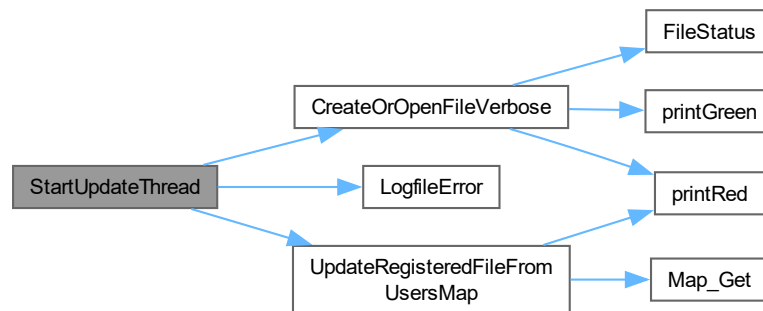 FileStatus
CreateOrOpenFileVerbose
printGreen
StartUpdateThread
LogfileError
printRed
UpdateRegisteredFileFrom
UsersMap
Map_Get